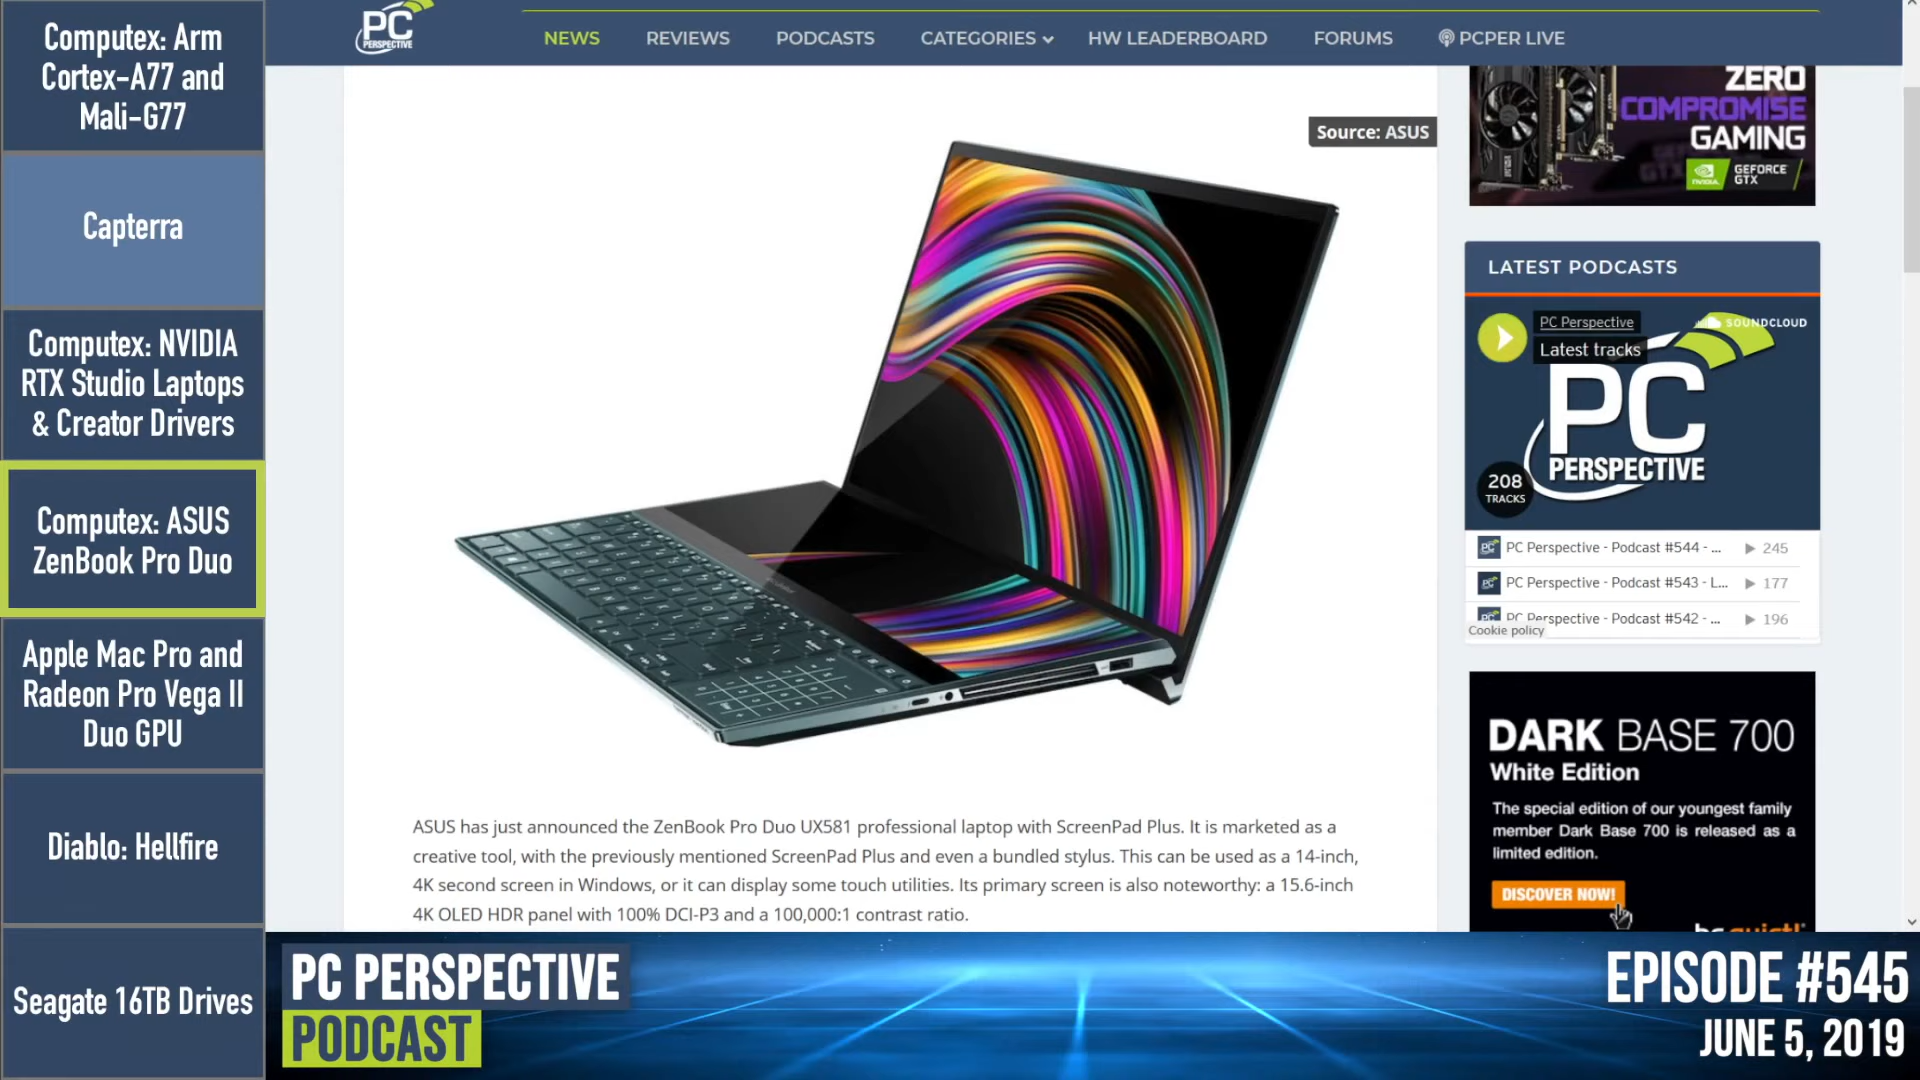 Computex: Arm
Cortex-A77 and
Mali-G77
Capterra
Computex: NVIDIA
RTX Studio Laptops
& Creator Drivers
Computex: ASUS
ZenBook Pro Duo
Apple Mac Pro and
Radeon Pro Vega II
Duo GPU
Diablo: Hellfire
Seagate 16TB Drives
PC
PERSPECTIVE
NEWS
REVIEWS
PODCASTS
CATEGORIES
HW LEADERBOARD
FORUMS
PCPER LIVE
Source: ASUS
ASUS has just announced the ZenBook Pro Duo UX581 professional laptop with ScreenPad Plus. It is marketed as a
creative tool, with the previously mentioned ScreenPad Plus and even a bundled stylus. This can be used as a 14-inch,
4K second screen in Windows, or it can display some touch utilities. Its primary screen is also noteworthy: a 15.6-inch
4K OLED HDR panel with 100% DCI-P3 and a 100,000:1 contrast ratio.
ZERO
COMPROMISE
GAMING
NVIDIA.
GEFORCE
GTX
LATEST PODCASTS
PC Perspective
SOUNDCLOUD
Latest tracks
PC
PERSPECTIVE
208
TRACKS
PC Perspective - Podcast #544 - ... 245
PC Perspective - Podcast #543 - L... 177
PC Perspective - Podcast #542 - ... 196
Cookie policy
DARK BASE 700
White Edition
The special edition of our youngest family
member Dark Base 700 is released as a
limited edition.
DISCOVER NOW!
be quiet!
PC PERSPECTIVE
PODCAST
EPISODE #545
JUNE 5, 2019